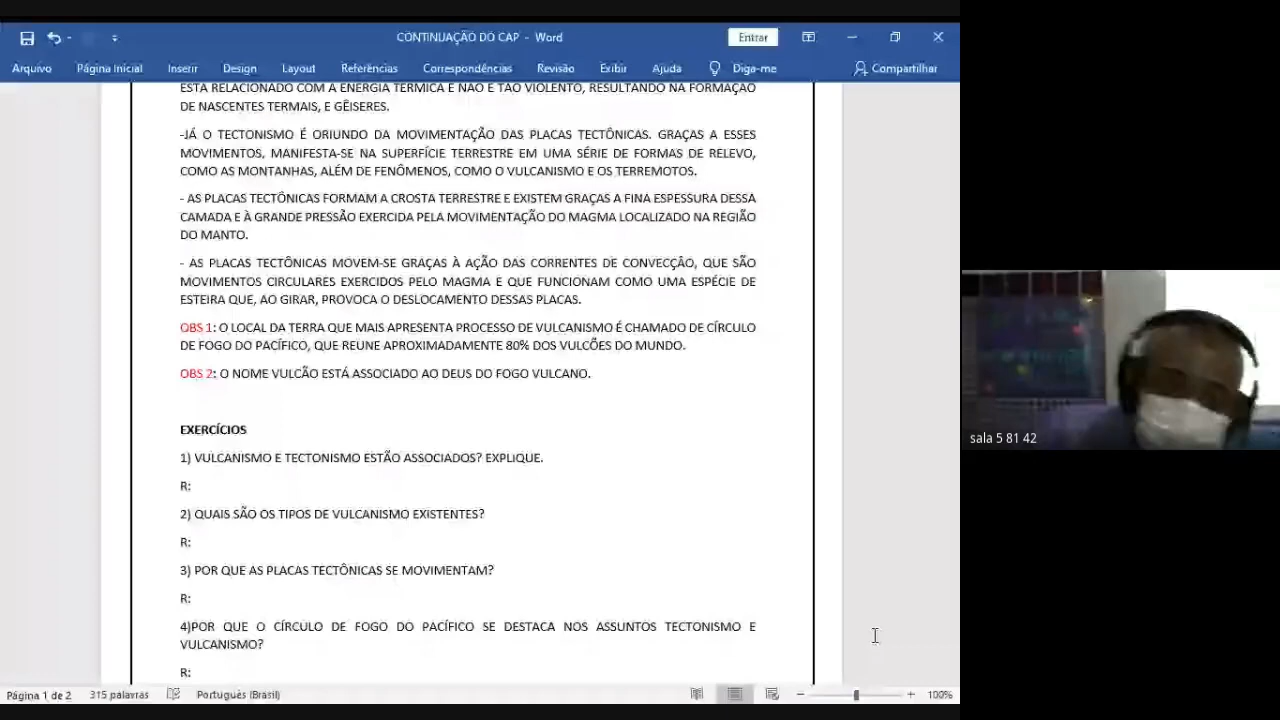 CONTINUAÇÃO DO CAP - Word
Entrar
Arquivo Página Inicial Inserir Design Layout Referências Correspondências Revisão Exibir Ajuda Diga-me Compartilhar
ESTÁ RELACIONADO COM A ENERGIA TÉRMICA E NÃO É TÃO VIOLENTO, RESULTANDO NA FORMAÇÃO
DE NASCENTES TERMAIS, E GÊISERES.
-JÁ O TECTONISMO É ORIUNDO DA MOVIMENTAÇÃO DAS PLACAS TECTÔNICAS. GRAÇAS A ESSES
MOVIMENTOS, MANIFESTA-SE NA SUPERFÍCIE TERRESTRE EM UMA SÉRIE DE FORMAS DE RELEVO,
COMO AS MONTANHAS, ALÉM DE FENÔMENOS, COMO O VULCANISMO E OS TERREMOTOS.
- AS PLACAS TECTÔNICAS FORMAM A CROSTA TERRESTRE E EXISTEM GRAÇAS A FINA ESPESSURA DESSA
CAMADA E À GRANDE PRESSÃO EXERCIDA PELA MOVIMENTAÇÃO DO MAGMA LOCALIZADO NA REGIÃO
DO MANTO.
- AS PLACAS TECTÔNICAS MOVEM-SE GRAÇAS À AÇÃO DAS CORRENTES DE CONVECÇÃO, QUE SÃO
MOVIMENTOS CIRCULARES EXERCIDOS PELO MAGMA E QUE FUNCIONAM COMO UMA ESPÉCIE DE
ESTEIRA QUE, AO GIRAR, PROVOCA O DESLOCAMENTO DESSAS PLACAS.
OBS 1: O LOCAL DA TERRA QUE MAIS APRESENTA PROCESSO DE VULCANISMO É CHAMADO DE CÍRCULO
DE FOGO DO PACÍFICO, QUE REUNE APROXIMADAMENTE 80% DOS VULCÕES DO MUNDO.
OBS 2: O NOME VULCÃO ESTÁ ASSOCIADO AO DEUS DO FOGO VULCANO.
EXERCÍCIOS
1) VULCANISMO E TECTONISMO ESTÃO ASSOCIADOS? EXPLIQUE.
R:
2) QUAIS SÃO OS TIPOS DE VULCANISMO EXISTENTES?
R:
3) POR QUE AS PLACAS TECTÔNICAS SE MOVIMENTAM?
R:
4)POR QUE O CÍRCULO DE FOGO DO PACÍFICO SE DESTACA NOS ASSUNTOS TECTONISMO E
VULCANISMO?
R:
Página 1 de 2 315 palavras Português (Brasil) 100%
sala 5 81 42